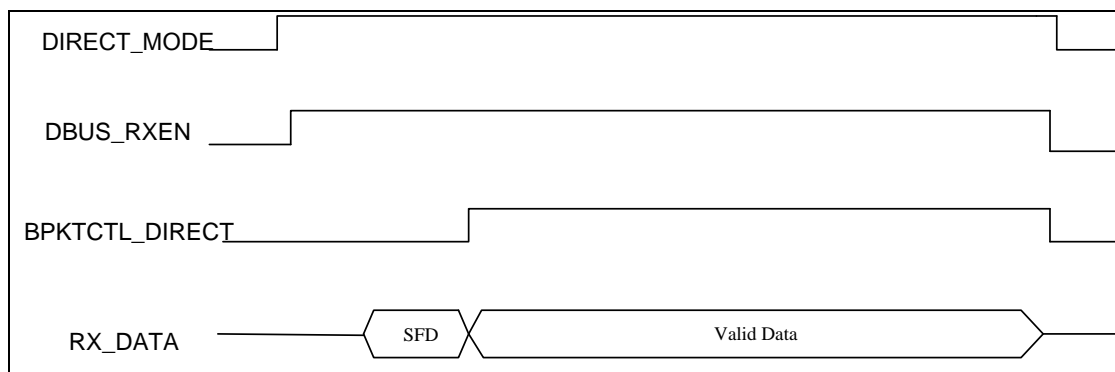 DIRECT_MODE
DBUS_RXEN
BPKTCTL_DIRECT
RX_DATA
SFD
Valid Data